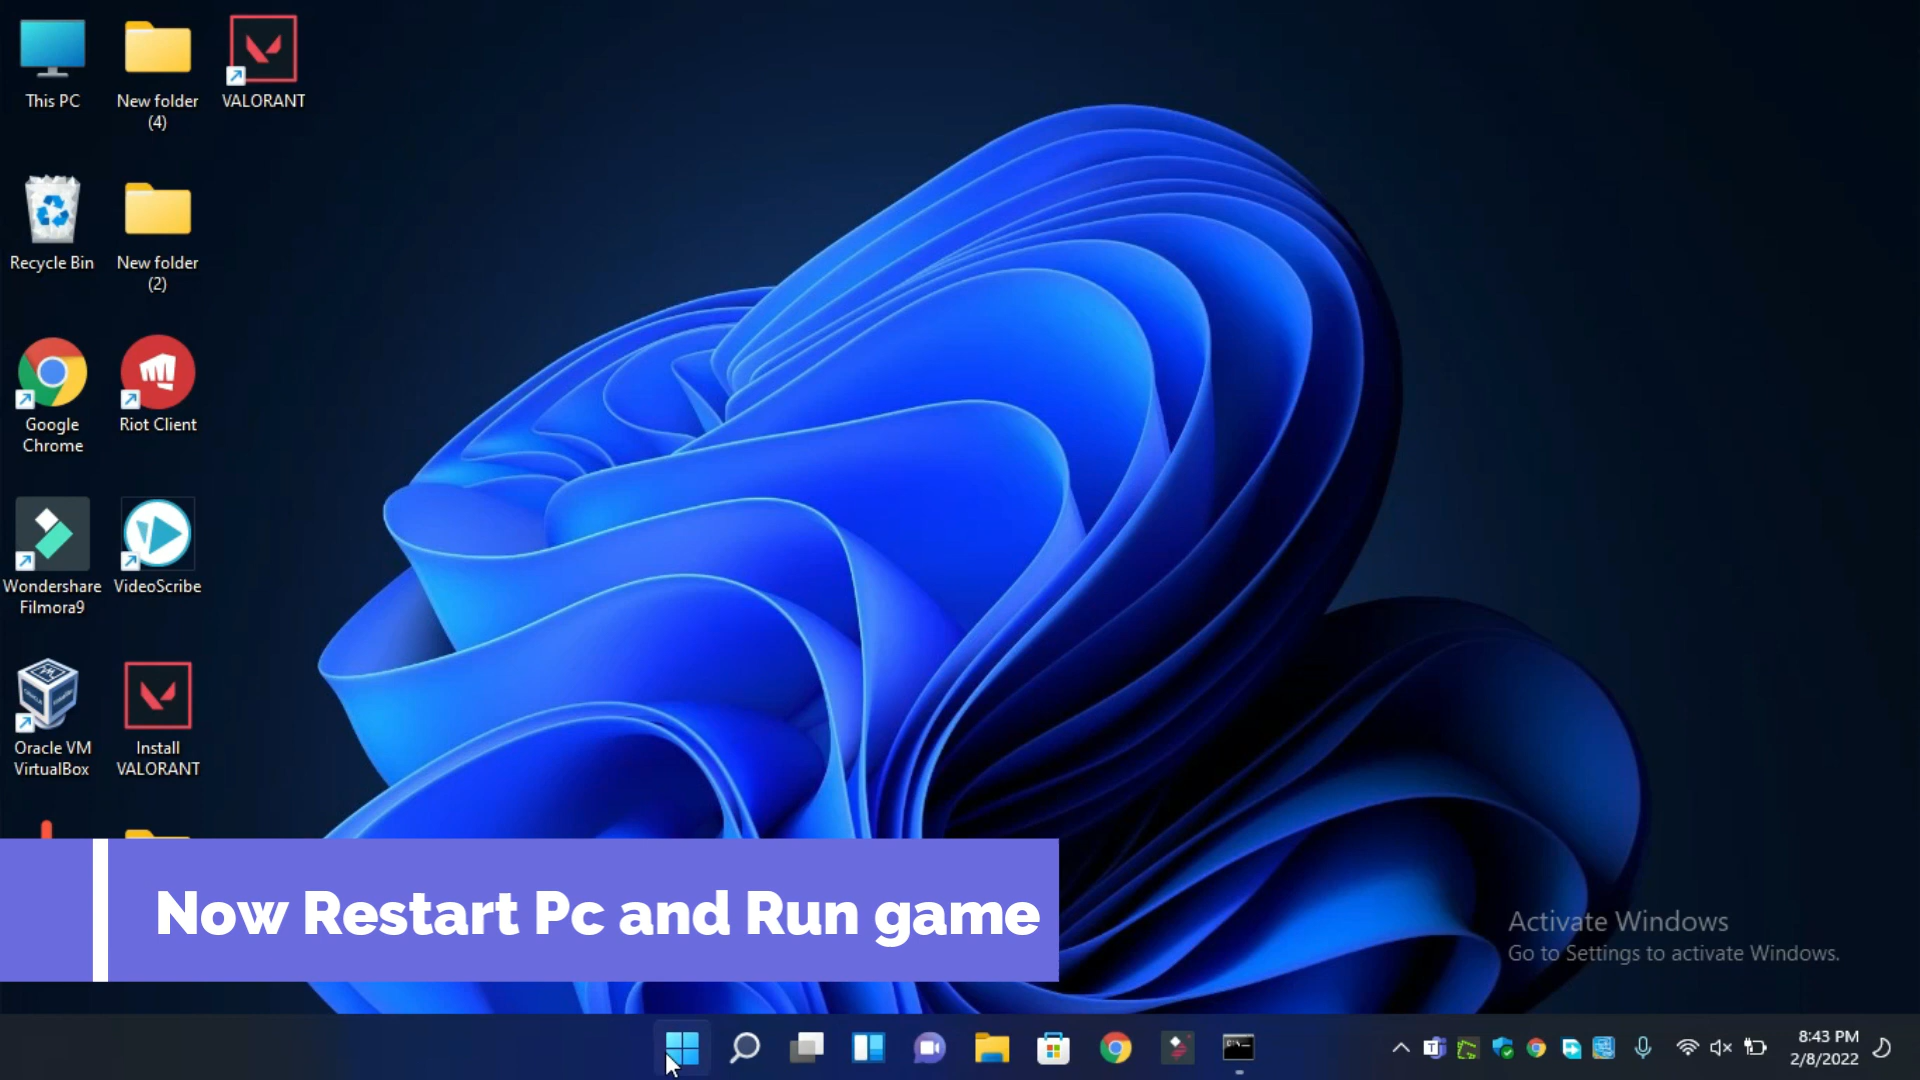 This PC
New folder
(4)
VALORANT
Recycle Bin
New folder
(2)
Google
Chrome
Riot Client
Wondershare
Filmora9
VideoScribe
Oracle VM
VirtualBox
Install
VALORANT
Now Restart Pc and Run game
Activate Windows
Go to Settings to activate Windows.
8:43 PM
2/8/2022